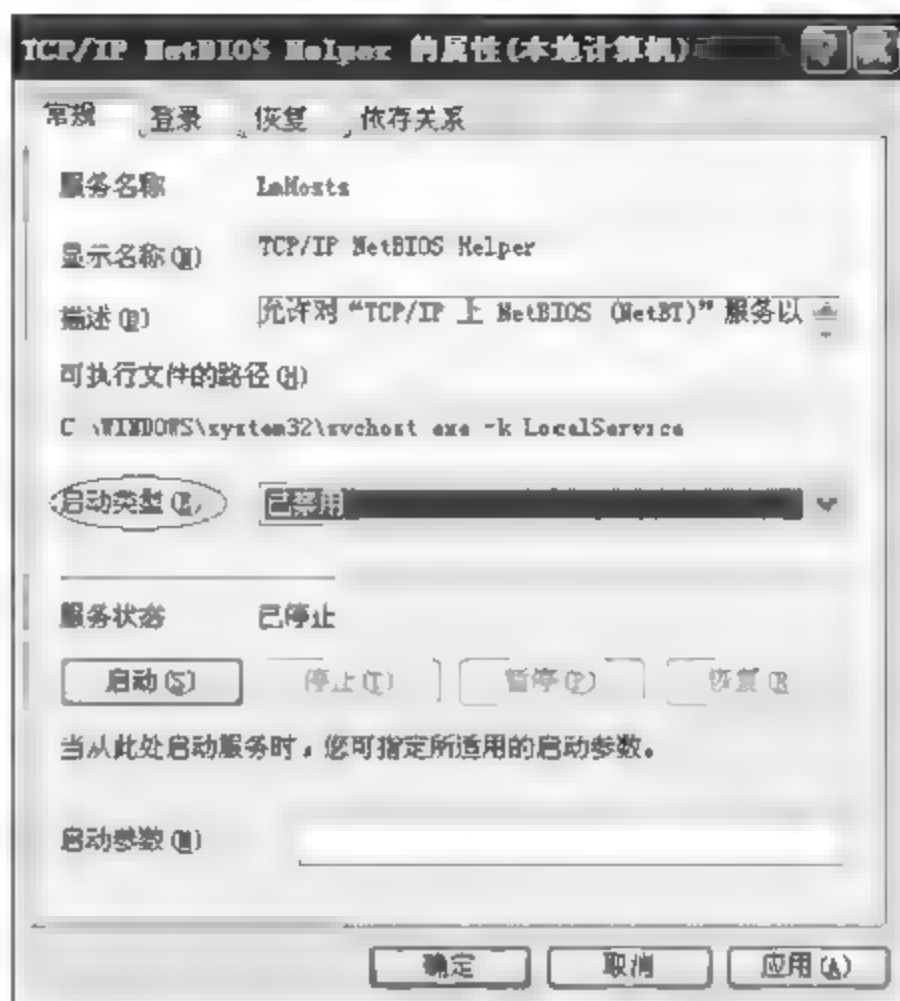 TCP/IP NetBIOS Helper 的属性(本地计算机)
常规 登录 恢复 依存关系
服务名称 LmHosts
显示名称(N) TCP/IP NetBIOS Helper
描述(D) 允许对“TCP/IP 上 NetBIOS (NetBT)”服务以
可执行文件的路径(H)
C \WINDOWS\system32\svchost exe -k LocalService
启动类型(E) 已禁用
服务状态 已停止
启动(S) 停止(T) 暂停(P) 恢复(R
当从此处启动服务时，您可指定所适用的启动参数。
启动参数(M)
确定 取消 应用(A)